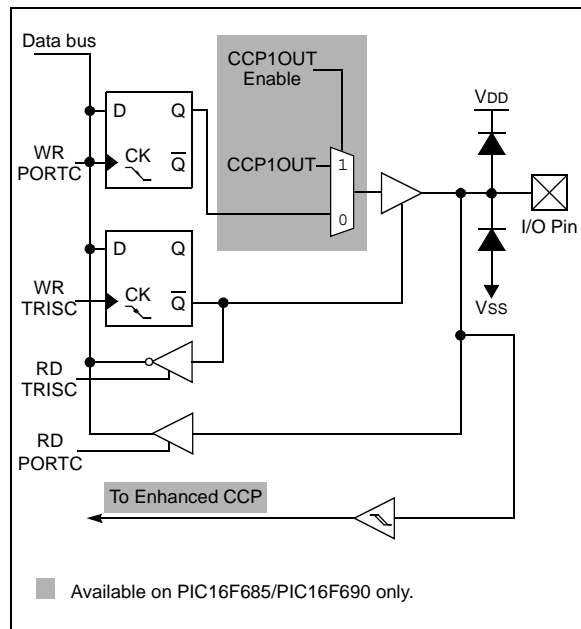 Data bus
CCP1OUT
Enable
VDD
D Q
WR
PORTC
CK Q
CCP1OUT
1
0
I/O Pin
D Q
VSS
WR
TRISC
CK Q
RD
TRISC
RD
PORTC
To Enhanced CCP
Available on PIC16F685/PIC16F690 only.